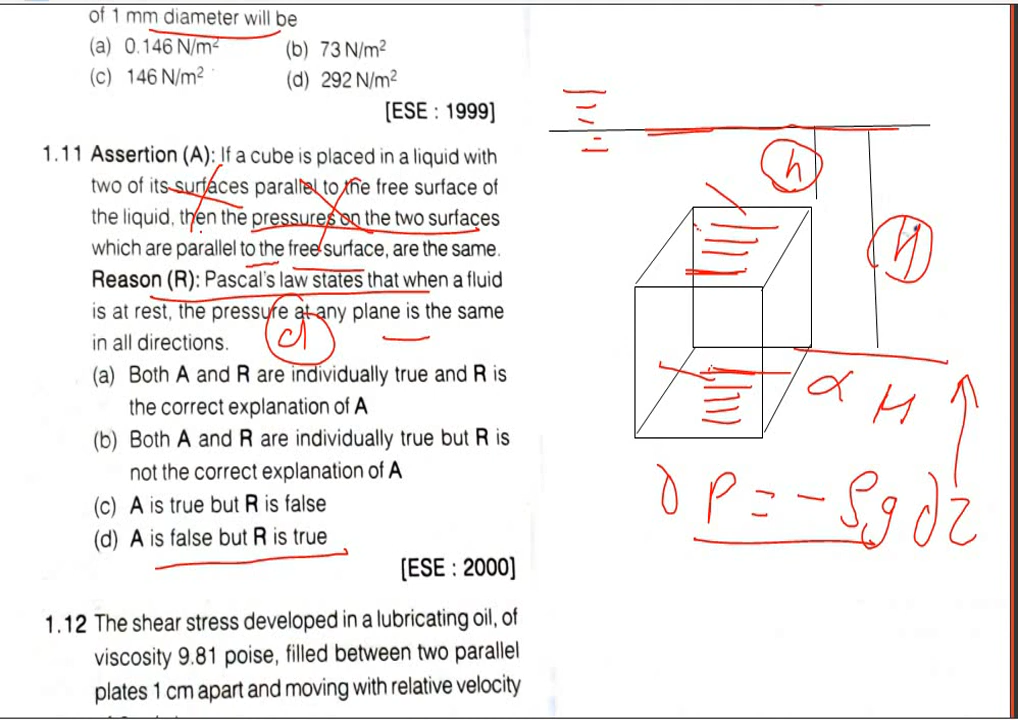 of 1 mm diameter will be
(a) 0.146 N/m²
(b) 73 N/m²
(c) 146 N/m²
(d) 292 N/m²
[ESE : 1999]
1.11 Assertion (A): If a cube is placed in a liquid with
two of its surfaces parallel to the free surface of
the liquid, then the pressures on the two surfaces
which are parallel to the free surface, are the same.
Reason (R): Pascal's law states that when a fluid
is at rest, the pressure at any plane is the same
in all directions.
(a) Both A and R are individually true and R is
the correct explanation of A
(b) Both A and R are individually true but R is
not the correct explanation of A
(c) A is true but R is false
(d) A is false but R is true
[ESE : 2000]
1.12 The shear stress developed in a lubricating oil, of
viscosity 9.81 poise, filled between two parallel
plates 1 cm apart and moving with relative velocity
d
h
H
α H
∂P = - ρg dz